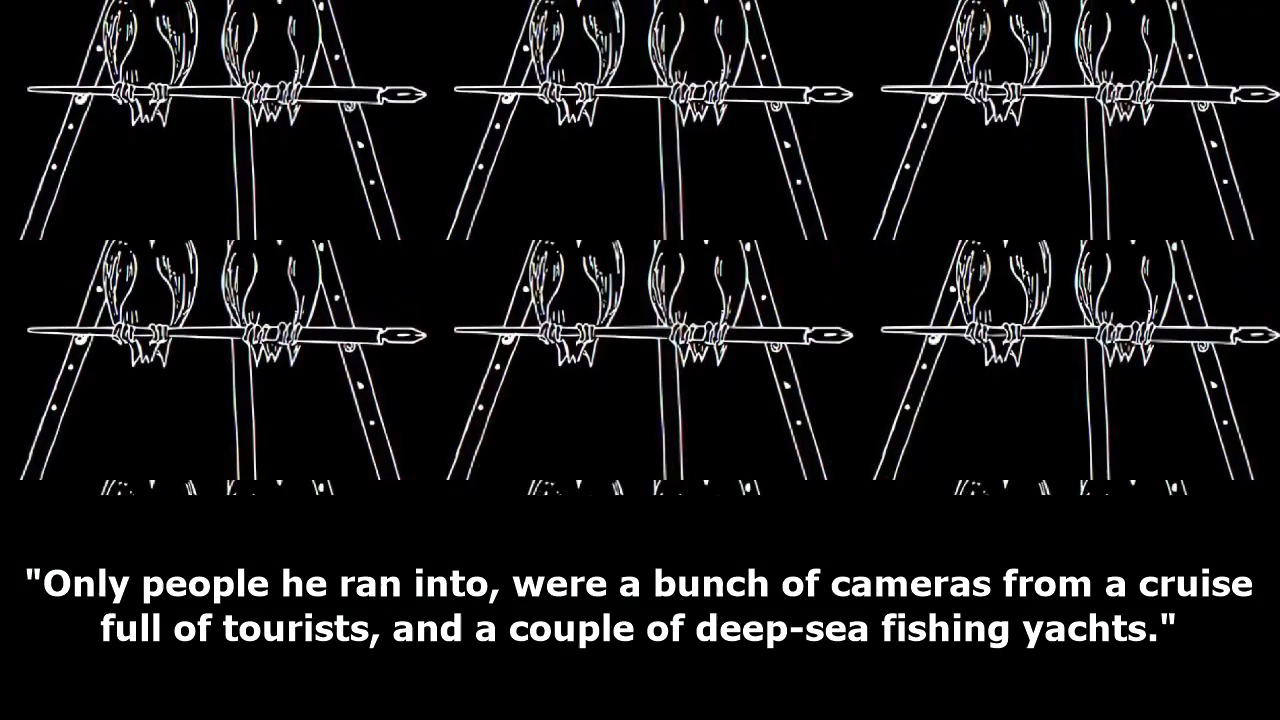 "Only people he ran into, were a bunch of cameras from a cruise
full of tourists, and a couple of deep-sea fishing yachts."